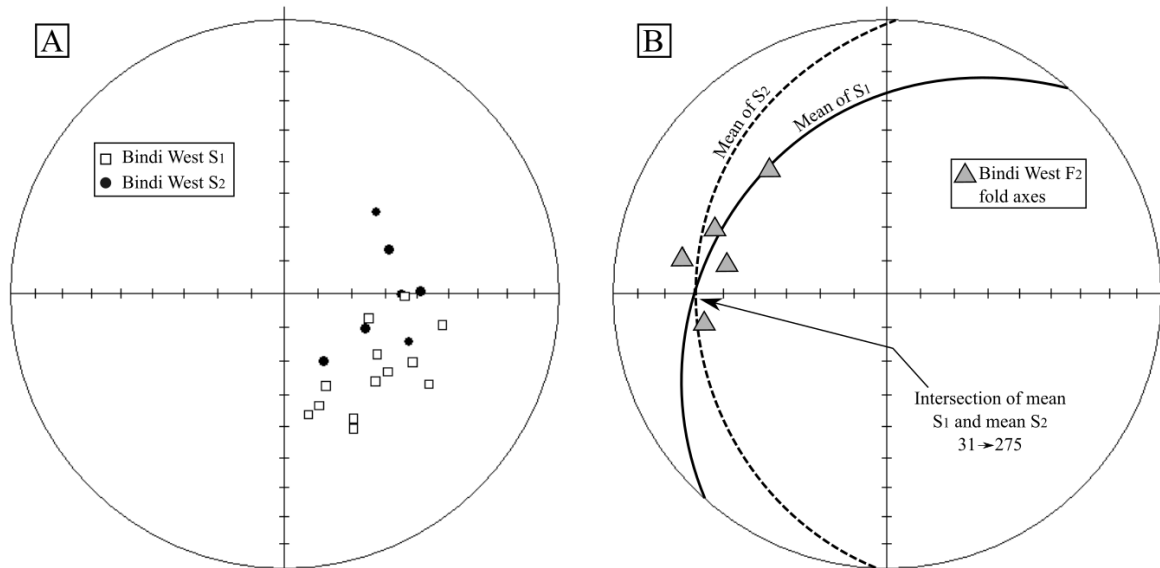 A
Bindi West S1
Bindi West S2
B
Mean of S2
Mean of S1
Bindi West F2
fold axes
Intersection of mean
S1 and mean S2
31→275